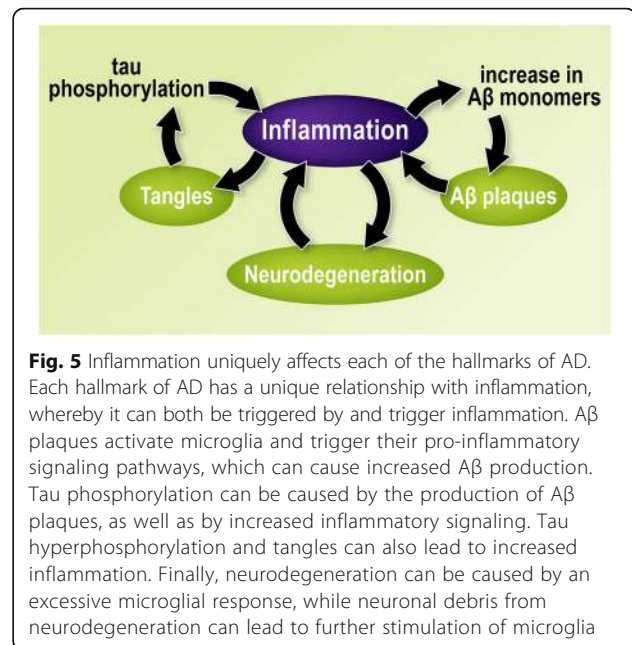 tau
phosphorylation
increase in
Aβ monomers
Inflammation
Tangles
Aβ plaques
Neurodegeneration
Fig. 5 Inflammation uniquely affects each of the hallmarks of AD.
Each hallmark of AD has a unique relationship with inflammation,
whereby it can both be triggered by and trigger inflammation. Aβ
plaques activate microglia and trigger their pro-inflammatory
signaling pathways, which can cause increased Aβ production.
Tau phosphorylation can be caused by the production of Aβ
plaques, as well as by increased inflammatory signaling. Tau
hyperphosphorylation and tangles can also lead to increased
inflammation. Finally, neurodegeneration can be caused by an
excessive microglial response, while neuronal debris from
neurodegeneration can lead to further stimulation of microglia